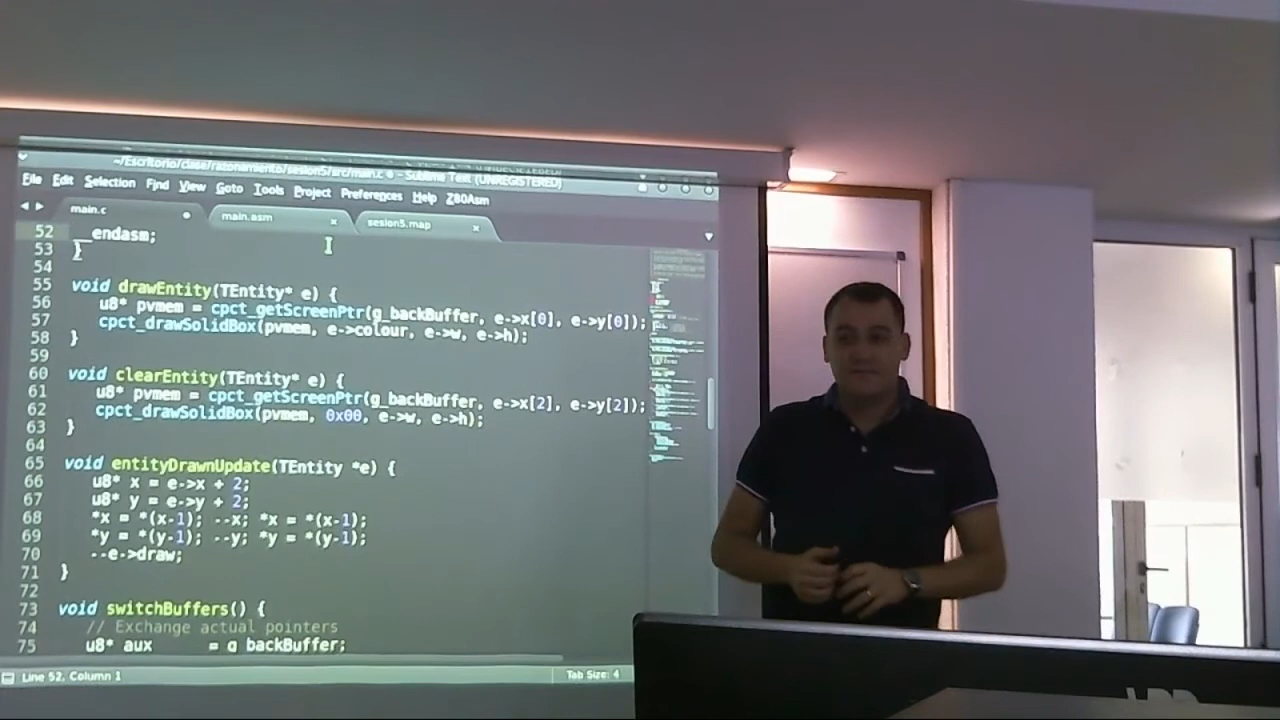 ~/Escritorio/clase/razonamiento/sesion5/src/main.c • - Sublime Text (UNREGISTERED)
File Edit Selection Find View Goto Tools Project Preferences Help Z80Asm
main.c main.asm sesion5.map
52 __endasm;
53 }
54
55 void drawEntity(TEntity* e) {
56 u8* pvmem = cpct_getScreenPtr(g_backBuffer, e->x[0], e->y[0]);
57 cpct_drawSolidBox(pvmem, e->colour, e->w, e->h);
58 }
59
60 void clearEntity(TEntity* e) {
61 u8* pvmem = cpct_getScreenPtr(g_backBuffer, e->x[2], e->y[2]);
62 cpct_drawSolidBox(pvmem, 0x00, e->w, e->h);
63 }
64
65 void entityDrawnUpdate(TEntity *e) {
66 u8* x = e->x + 2;
67 u8* y = e->y + 2;
68 *x = *(x-1); --x; *x = *(x-1);
69 *y = *(y-1); --y; *y = *(y-1);
70 --e->draw;
71 }
72
73 void switchBuffers() {
74 // Exchange actual pointers
75 u8* aux = g_backBuffer;
Line 52, Column 1 Tab Size: 4